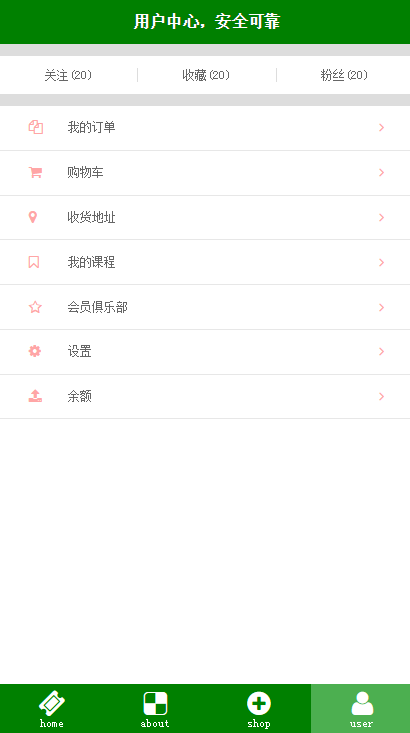 用户中心，安全可靠
关注(20) 收藏(20) 粉丝(20)
我的订单
购物车
收货地址
我的课程
会员俱乐部
设置
余额
home about shop user